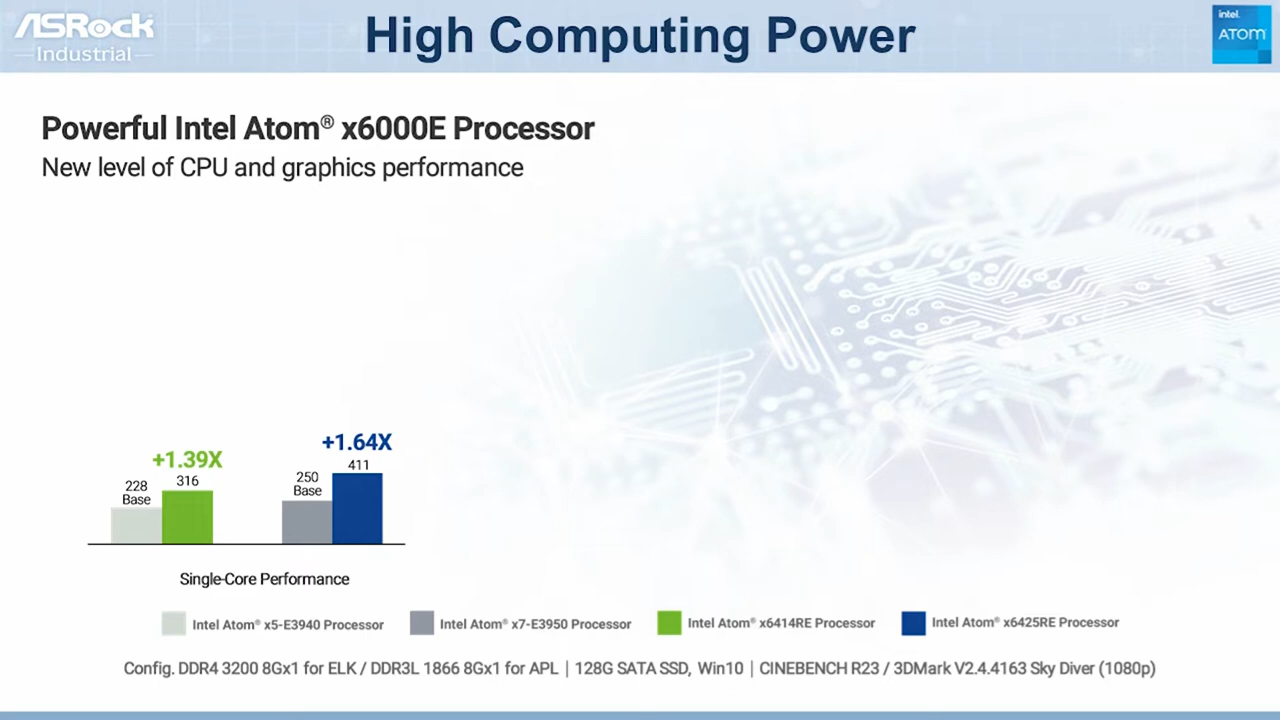 ASRock
Industrial
High Computing Power
intel.
ATOM
Powerful Intel Atom® x6000E Processor
New level of CPU and graphics performance
+1.39X
+1.64X
228
Base
316
250
Base
411
Single-Core Performance
Intel Atom® x5-E3940 Processor
Intel Atom® x7-E3950 Processor
Intel Atom® x6414RE Processor
Intel Atom® x6425RE Processor
Config. DDR4 3200 8Gx1 for ELK / DDR3L 1866 8Gx1 for APL | 128G SATA SSD, Win10 | CINEBENCH R23 / 3DMark V2.4.4163 Sky Diver (1080p)